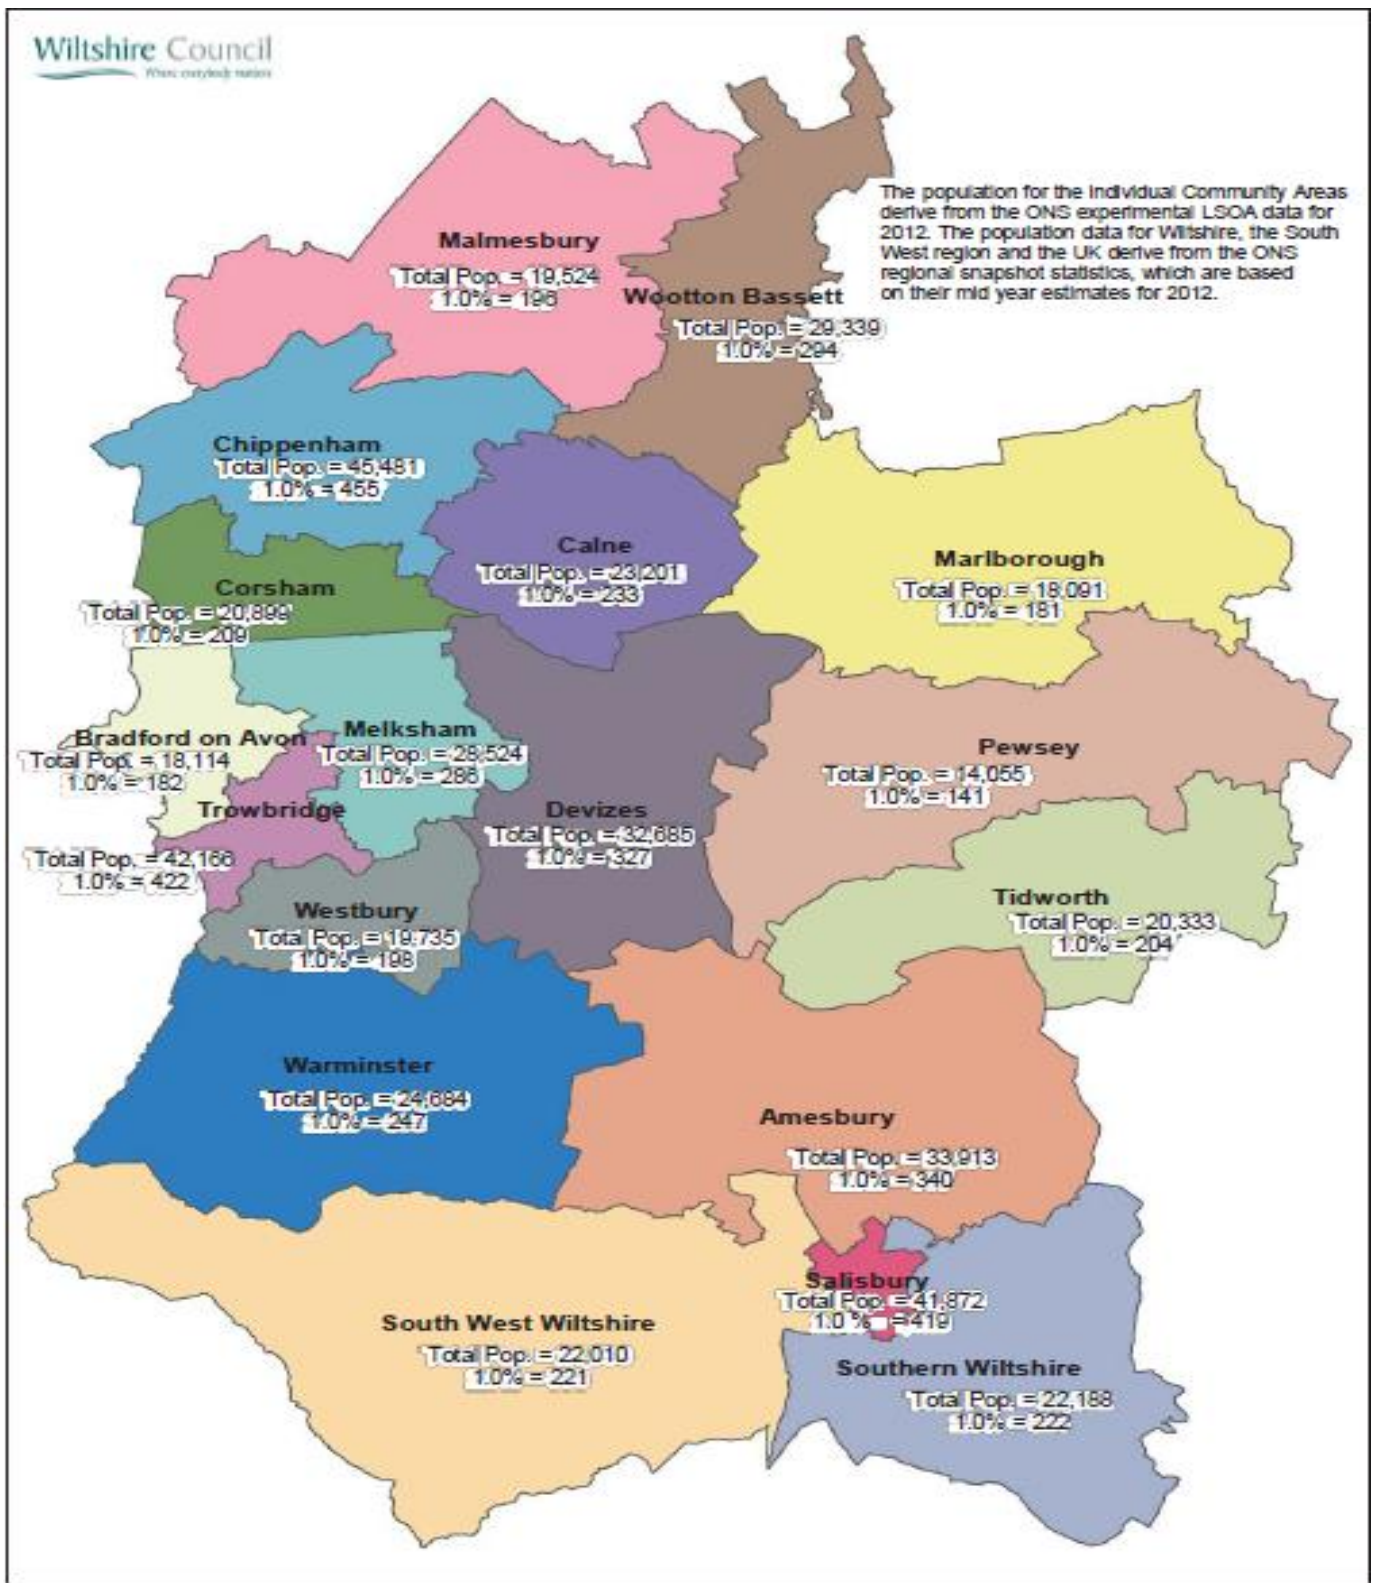 Wiltshire Council
Where everybody matters
The population for the Individual Community Areas
derive from the ONS experimental LSOA data for
2012. The population data for Wiltshire, the South
West region and the UK derive from the ONS
regional snapshot statistics, which are based
on their mid year estimates for 2012.
Malmesbury
Total Pop. = 19,524
1.0% = 196
Wootton Bassett
Total Pop. = 29,339
1.0% = 294
Chippenham
Total Pop. = 45,481
1.0% = 455
Calne
Total Pop. = 23,201
1.0% = 233
Marlborough
Total Pop. = 18,091
1.0% = 181
Corsham
Total Pop. = 20,899
1.0% = 209
Bradford on Avon
Total Pop. = 18,114
1.0% = 182
Melksham
Total Pop. = 28,524
1.0% = 286
Pewsey
Total Pop. = 14,055
1.0% = 141
Trowbridge
Total Pop. = 42,166
1.0% = 422
Devizes
Total Pop. = 32,685
1.0% = 327
Westbury
Total Pop. = 19,735
1.0% = 198
Tidworth
Total Pop. = 20,333
1.0% = 204
Warminster
Total Pop. = 24,684
1.0% = 247
Amesbury
Total Pop. = 33,913
1.0% = 340
Salisbury
Total Pop. = 41,872
1.0 % = 419
South West Wiltshire
Total Pop. = 22,010
1.0% = 221
Southern Wiltshire
Total Pop. = 22,188
1.0% = 222